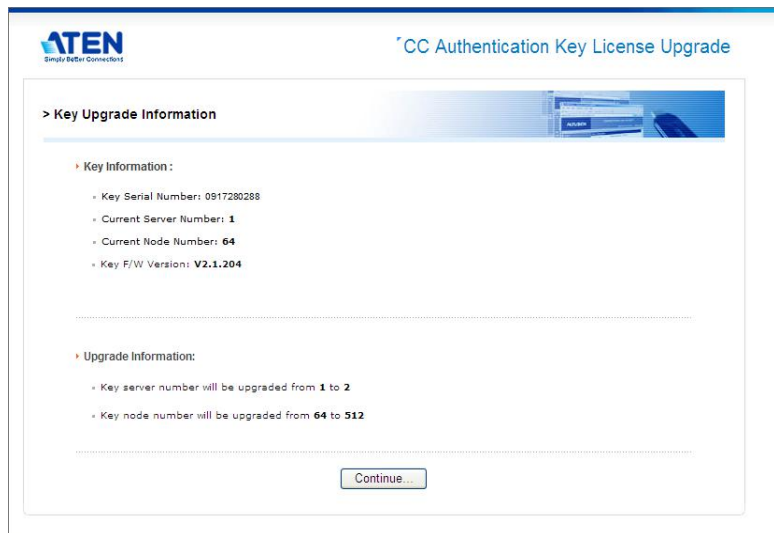 ATEN
Simply Better Connections
CC Authentication Key License Upgrade
> Key Upgrade Information
Key Information :
Key Serial Number: 0917280288
Current Server Number: 1
Current Node Number: 64
Key F/W Version: V2.1.204
Upgrade Information:
Key server number will be upgraded from 1 to 2
Key node number will be upgraded from 64 to 512
Continue...